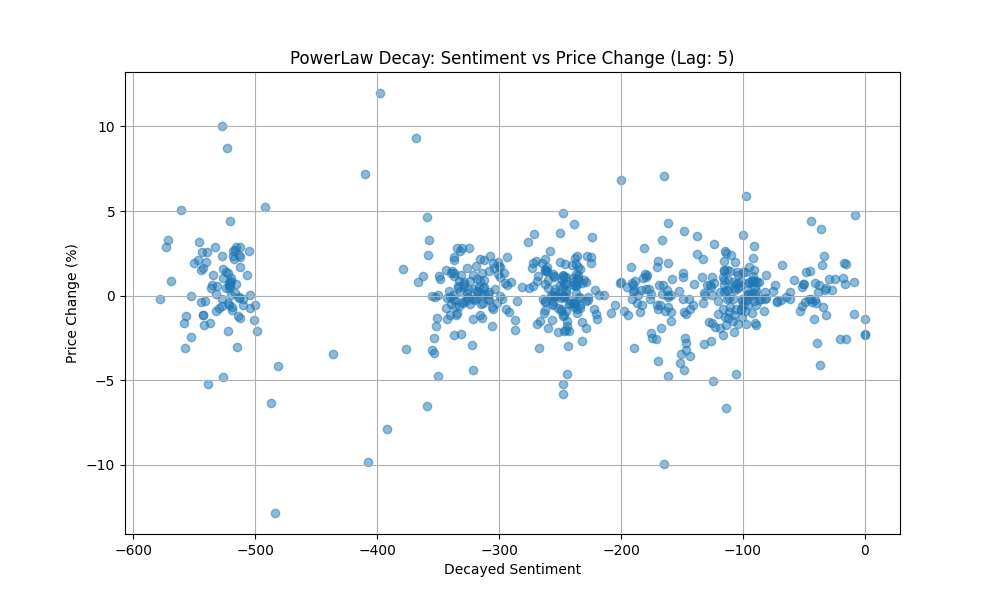 PowerLaw Decay: Sentiment vs Price Change (Lag: 5)
Price Change (%)
10
5
0
−5
−10
−600 −500 −400 −300 −200 −100 0
Decayed Sentiment